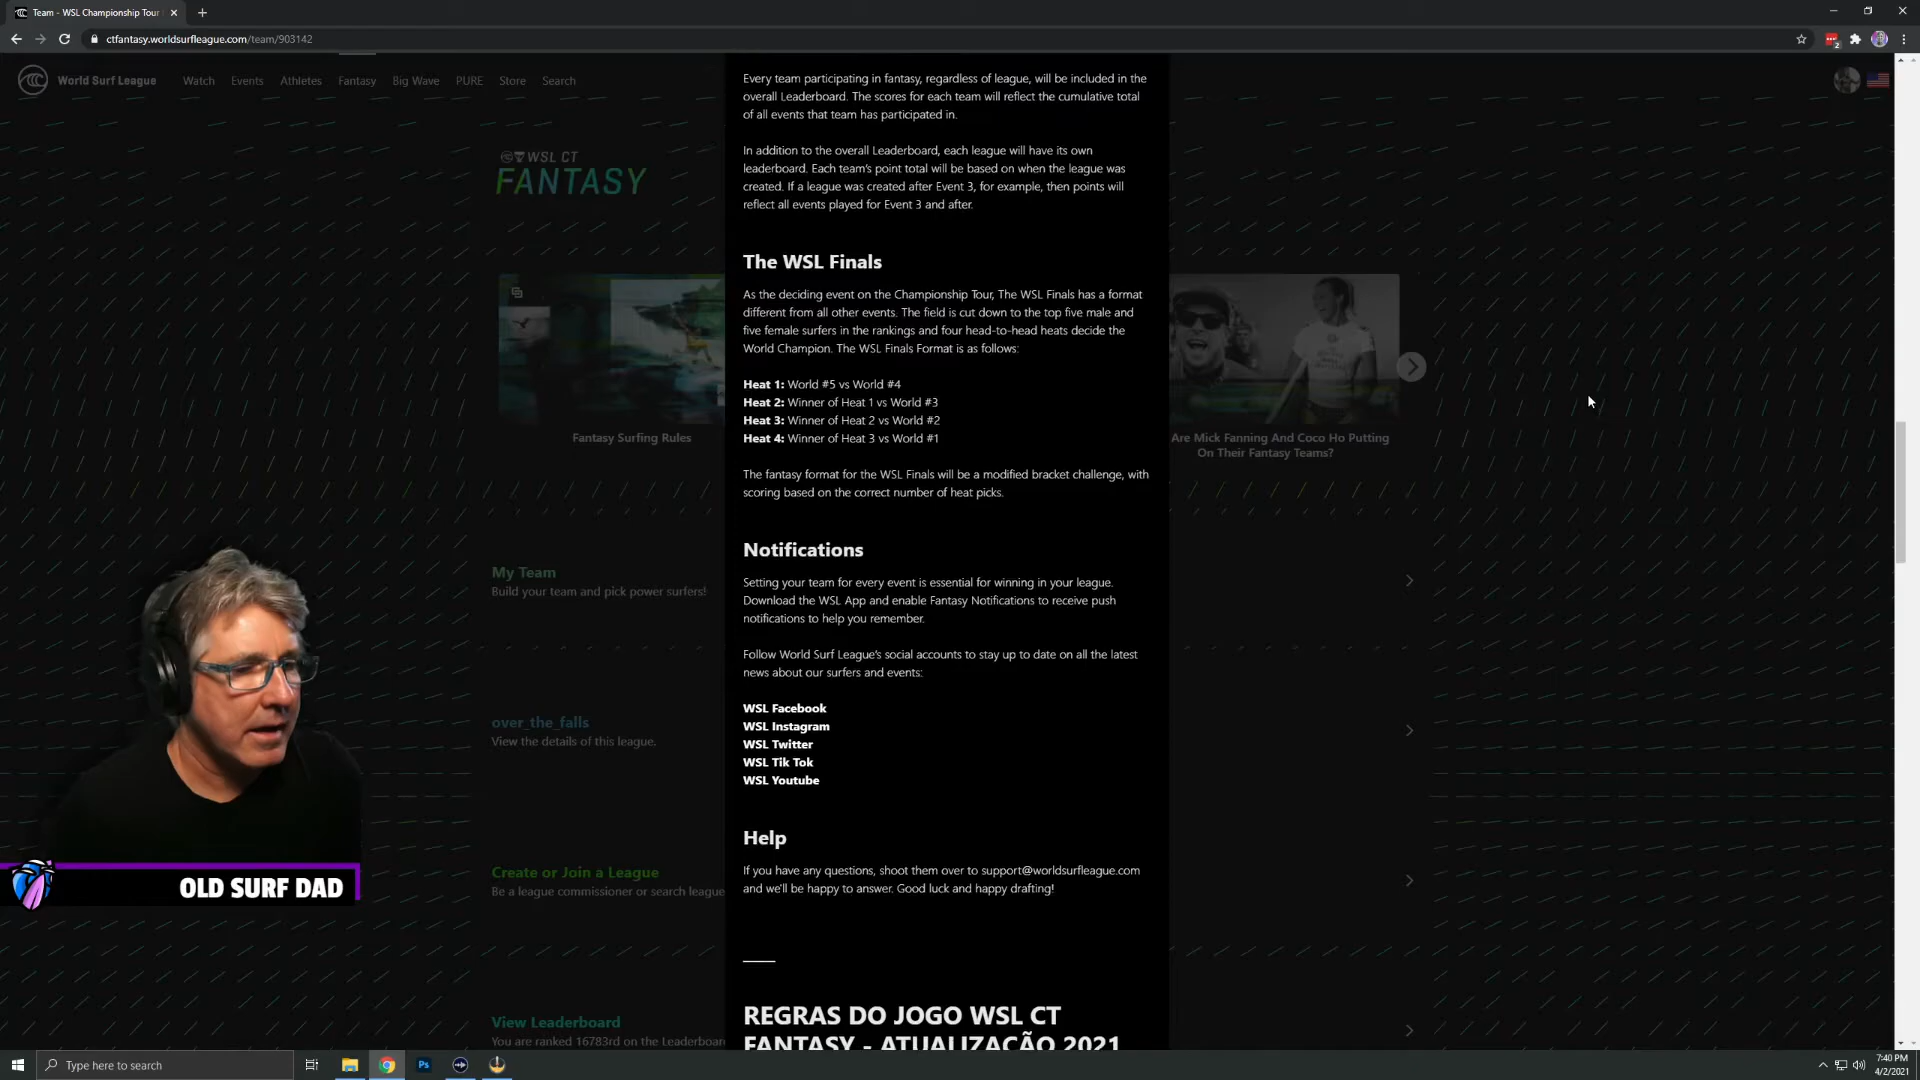 Team - WSL Championship Tour
ctfantasy.worldsurfleague.com/team/903142
2
World Surf League
Watch
Events
Athletes
Fantasy
Big Wave
PURE
Store
Search
WSL CT
FANTASY
Every team participating in fantasy, regardless of league, will be included in the
overall Leaderboard. The scores for each team will reflect the cumulative total
of all events that team has participated in.
In addition to the overall Leaderboard, each league will have its own
leaderboard. Each team's point total will be based on when the league was
created. If a league was created after Event 3, for example, then points will
reflect all events played for Event 3 and after.
The WSL Finals
As the deciding event on the Championship Tour, The WSL Finals has a format
different from all other events. The field is cut down to the top five male and
five female surfers in the rankings and four head-to-head heats decide the
World Champion. The WSL Finals Format is as follows:
Heat 1: World #5 vs World #4
Heat 2: Winner of Heat 1 vs World #3
Heat 3: Winner of Heat 2 vs World #2
Heat 4: Winner of Heat 3 vs World #1
The fantasy format for the WSL Finals will be a modified bracket challenge, with
scoring based on the correct number of heat picks.
Notifications
Setting your team for every event is essential for winning in your league.
Download the WSL App and enable Fantasy Notifications to receive push
notifications to help you remember.
Follow World Surf League's social accounts to stay up to date on all the latest
news about our surfers and events:
WSL Facebook
WSL Instagram
WSL Twitter
WSL Tik Tok
WSL Youtube
Help
If you have any questions, shoot them over to support@worldsurfleague.com
and we'll be happy to answer. Good luck and happy drafting!
REGRAS DO JOGO WSL CT
FANTASY - ATUALIZAÇÃO 2021
Fantasy Surfing Rules
Are Mick Fanning And Coco Ho Putting
On Their Fantasy Teams?
My Team
Build your team and pick power surfers!
over_the_falls
View the details of this league.
Create or Join a League
Be a league commissioner or search league
View Leaderboard
You are ranked 16783rd on the Leaderboar
OLD SURF DAD
Type here to search
Ps
7:40 PM
4/2/2021